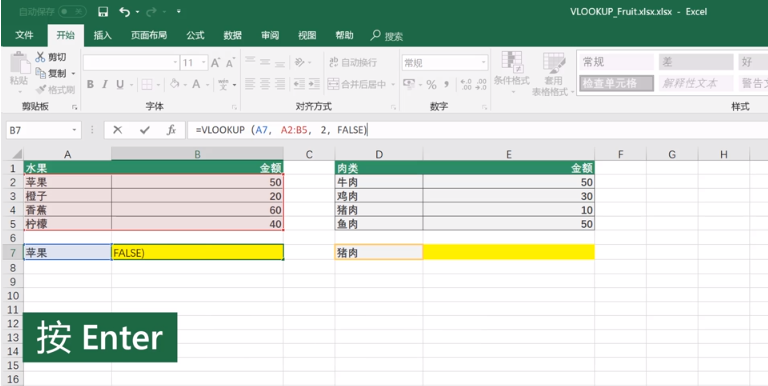 自动保存 VLOOKUP_Fruit.xlsx.xlsx - Excel
文件 开始 插入 页面布局 公式 数据 审阅 视图 帮助 搜索
粘贴 剪切 11 A A 自动换行 常规 条件格式 套用 常规 差 好
复制 B I U A 合并后居中 % 表格格式 检查单元格 解释性文本 警告文
格式刷
剪贴板 字体 对齐方式 数字 样式
B7 fx =VLOOKUP (A7, A2:B5, 2, FALSE)
A B C D E F G H
1 水果 金额 肉类 金额
2 苹果 50 牛肉 50
3 橙子 20 鸡肉 30
4 香蕉 60 猪肉 10
5 柠檬 40 鱼肉 50
6
7 苹果 FALSE) 猪肉
8
9
10
11
12
13
14
15
16
按 Enter